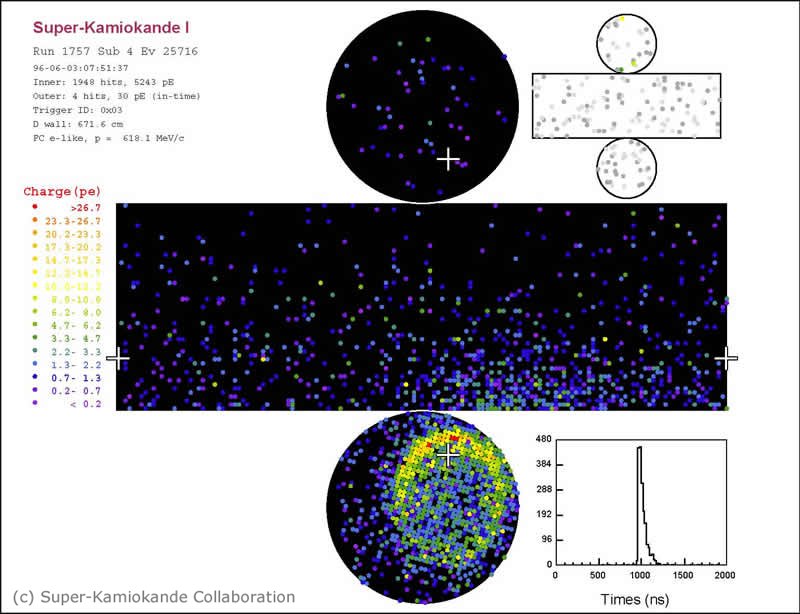 Super-Kamiokande I
Run 1757 Sub 4 Ev 25716
96-06-03:07:51:37
Inner: 1948 hits, 5243 pE
Outer: 4 hits, 30 pE (in-time)
Trigger ID: 0x03
D wall: 671.6 cm
PC e-like, p = 618.1 MeV/c
Charge(pe)
>26.7
23.3-26.7
20.2-23.3
17.3-20.2
14.7-17.3
12.2-14.7
10.0-12.2
8.0-10.0
6.2- 8.0
4.7- 6.2
3.3- 4.7
2.2- 3.3
1.3- 2.2
0.7- 1.3
0.2- 0.7
< 0.2
480
384
288
192
96
0
0 500 1000 1500 2000
Times (ns)
(c) Super-Kamiokande Collaboration